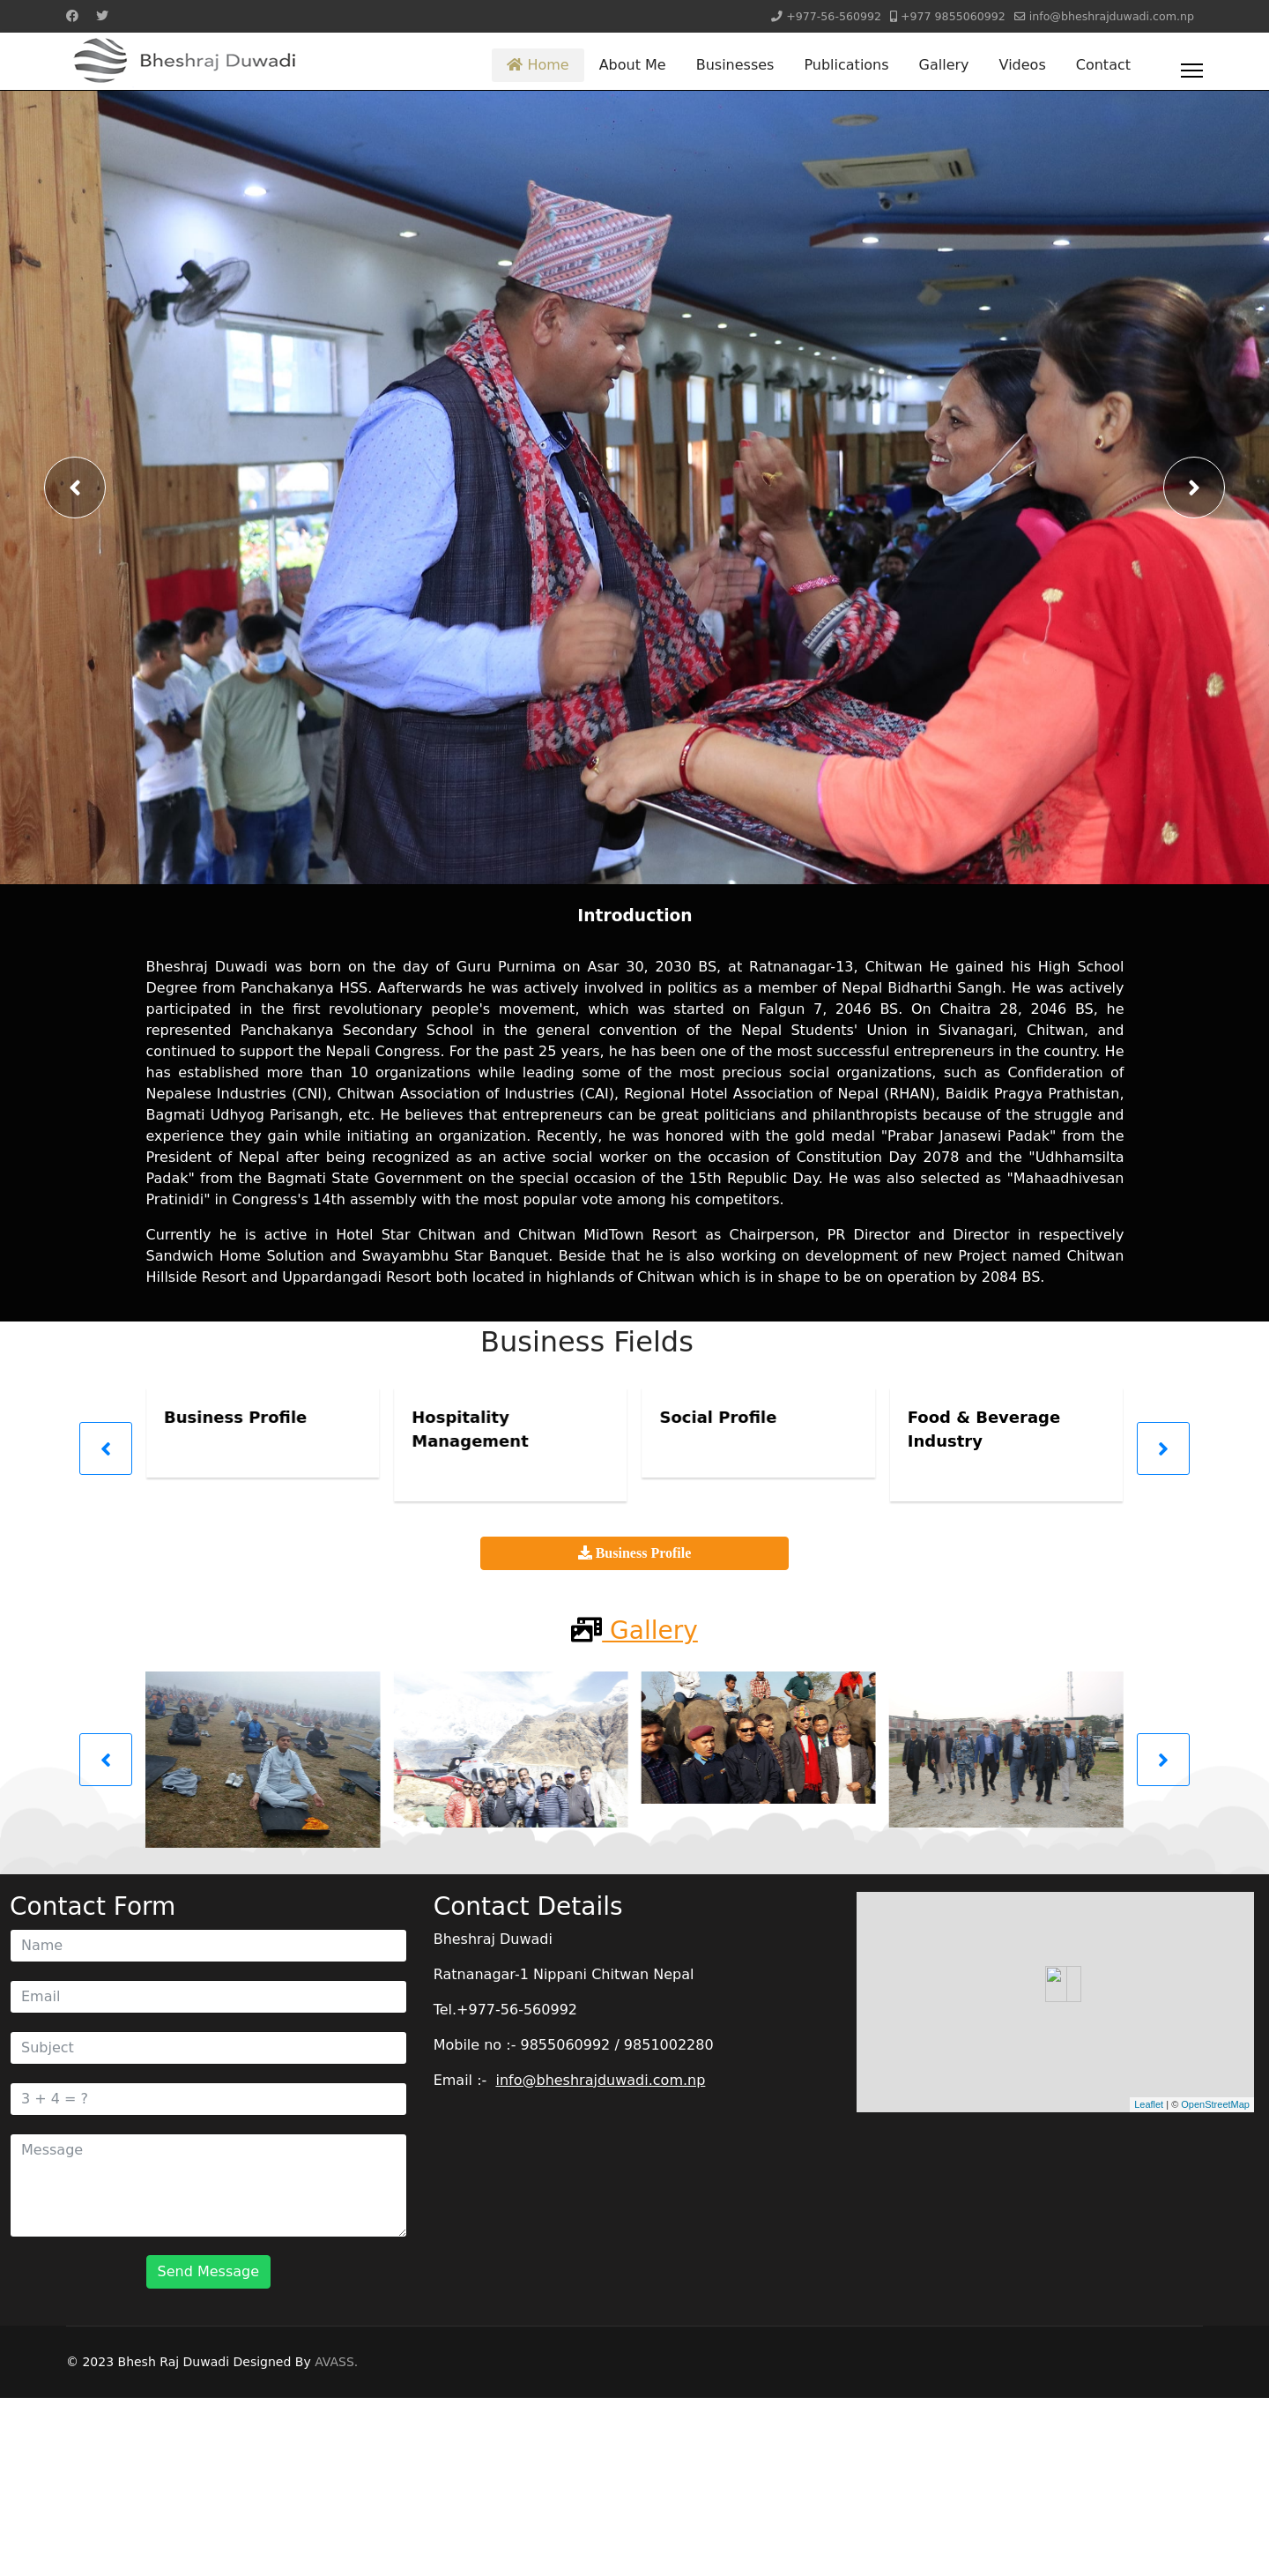 +977-56-560992 +977 9855060992 info@bheshrajduwadi.com.np
Bheshraj Duwadi
Home About Me Businesses Publications Gallery Videos Contact
Introduction
Bheshraj Duwadi was born on the day of Guru Purnima on Asar 30, 2030 BS, at Ratnanagar-13, Chitwan He gained his High School
Degree from Panchakanya HSS. Aafterwards he was actively involved in politics as a member of Nepal Bidharthi Sangh. He was actively
participated in the first revolutionary people's movement, which was started on Falgun 7, 2046 BS. On Chaitra 28, 2046 BS, he
represented Panchakanya Secondary School in the general convention of the Nepal Students' Union in Sivanagari, Chitwan, and
continued to support the Nepali Congress. For the past 25 years, he has been one of the most successful entrepreneurs in the country. He
has established more than 10 organizations while leading some of the most precious social organizations, such as Confideration of
Nepalese Industries (CNI), Chitwan Association of Industries (CAI), Regional Hotel Association of Nepal (RHAN), Baidik Pragya Prathistan,
Bagmati Udhyog Parisangh, etc. He believes that entrepreneurs can be great politicians and philanthropists because of the struggle and
experience they gain while initiating an organization. Recently, he was honored with the gold medal "Prabar Janasewi Padak" from the
President of Nepal after being recognized as an active social worker on the occasion of Constitution Day 2078 and the "Udhhamsilta
Padak" from the Bagmati State Government on the special occasion of the 15th Republic Day. He was also selected as "Mahaadhivesan
Pratinidi" in Congress's 14th assembly with the most popular vote among his competitors.
Currently he is active in Hotel Star Chitwan and Chitwan MidTown Resort as Chairperson, PR Director and Director in respectively
Sandwich Home Solution and Swayambhu Star Banquet. Beside that he is also working on development of new Project named Chitwan
Hillside Resort and Uppardangadi Resort both located in highlands of Chitwan which is in shape to be on operation by 2084 BS.
Business Fields
Business Profile
Hospitality
Management
Social Profile
Food & Beverage
Industry
Business Profile
Gallery
Contact Form
Name
Email
Subject
3 + 4 = ?
Message
Send Message
Contact Details
Bheshraj Duwadi
Ratnanagar-1 Nippani Chitwan Nepal
Tel.+977-56-560992
Mobile no :- 9855060992 / 9851002280
Email :- info@bheshrajduwadi.com.np
Leaflet | © OpenStreetMap
© 2023 Bhesh Raj Duwadi Designed By AVASS.